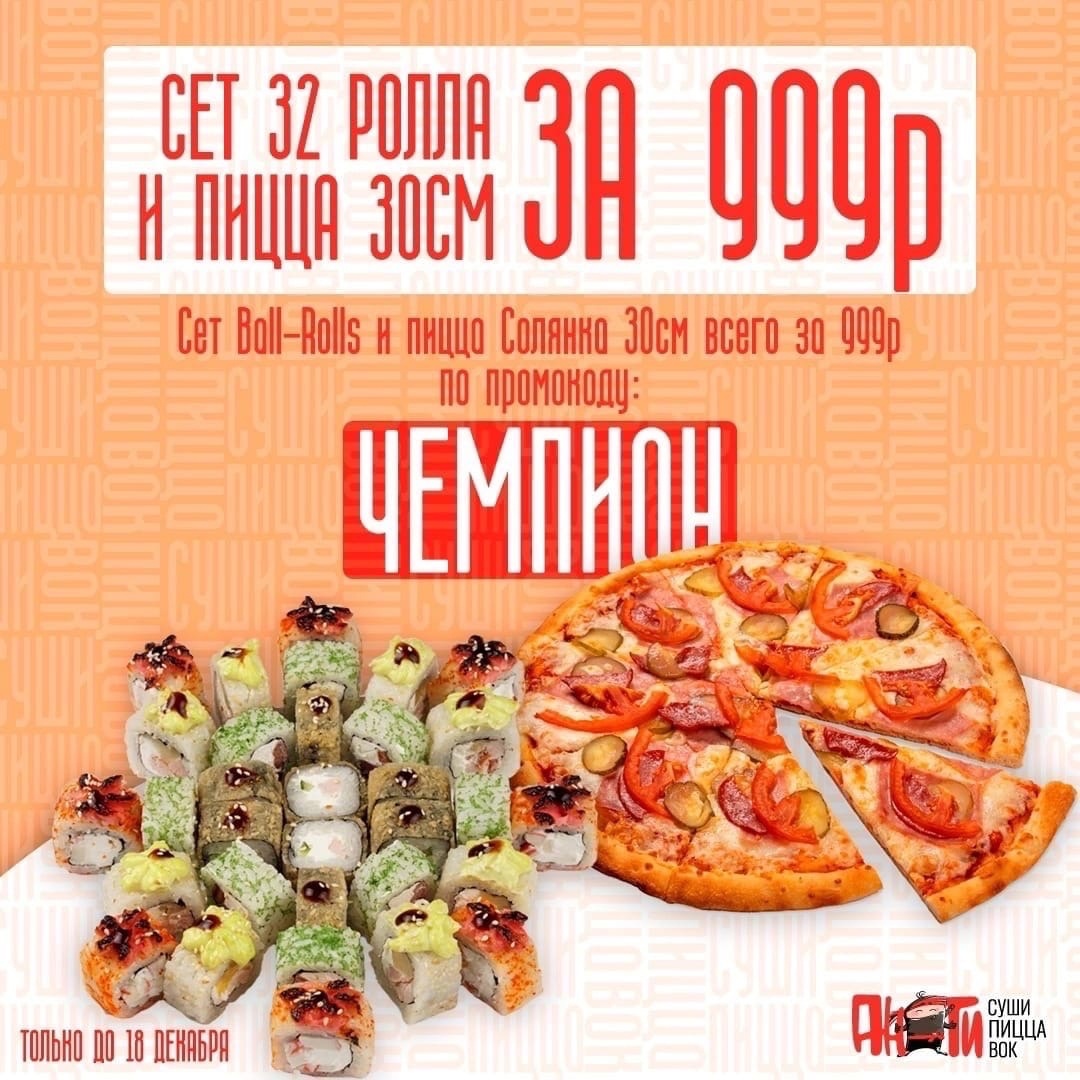 СЕТ 32 РОЛЛА
И ПИЦЦА 30СМ
ЗА 999р
Сет Ball-Rolls и пицца Солянка 30см всего за 999р
по промокоду:
ЧЕМПИОН
ТОЛЬКО ДО 18 ДЕКАБРЯ
СУШИ
ПИЦЦА
ВОК